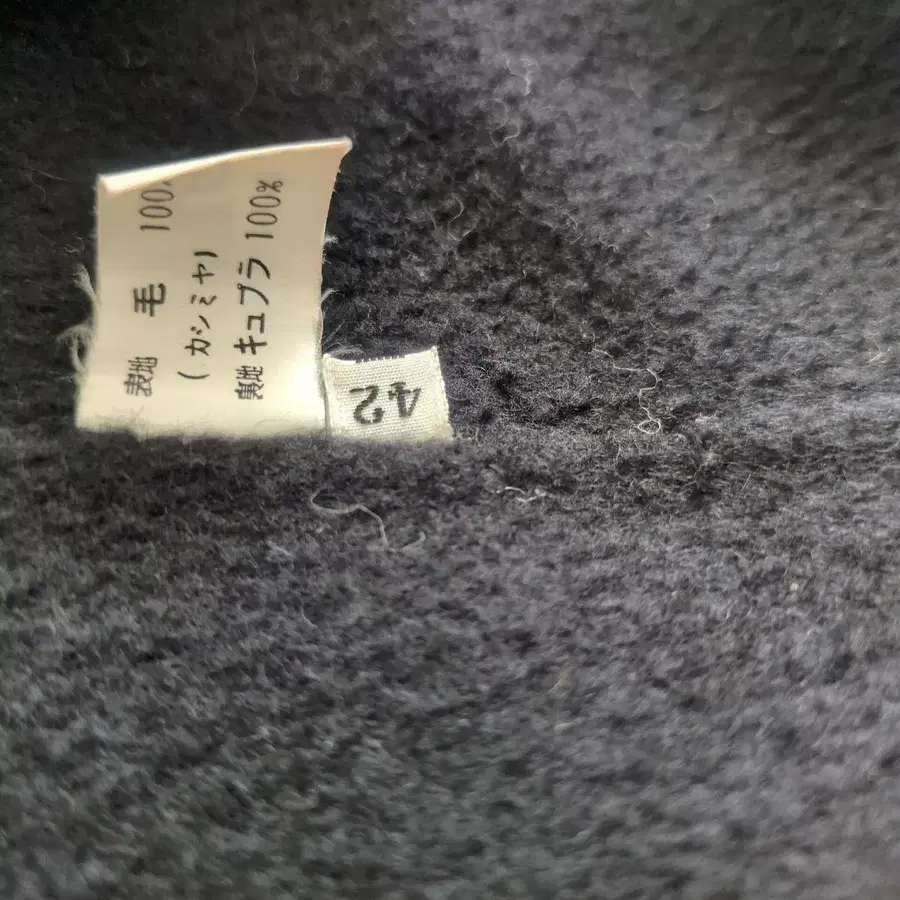 表地 毛 100%
(カシミヤ)
裏地 キュプラ 100%
42